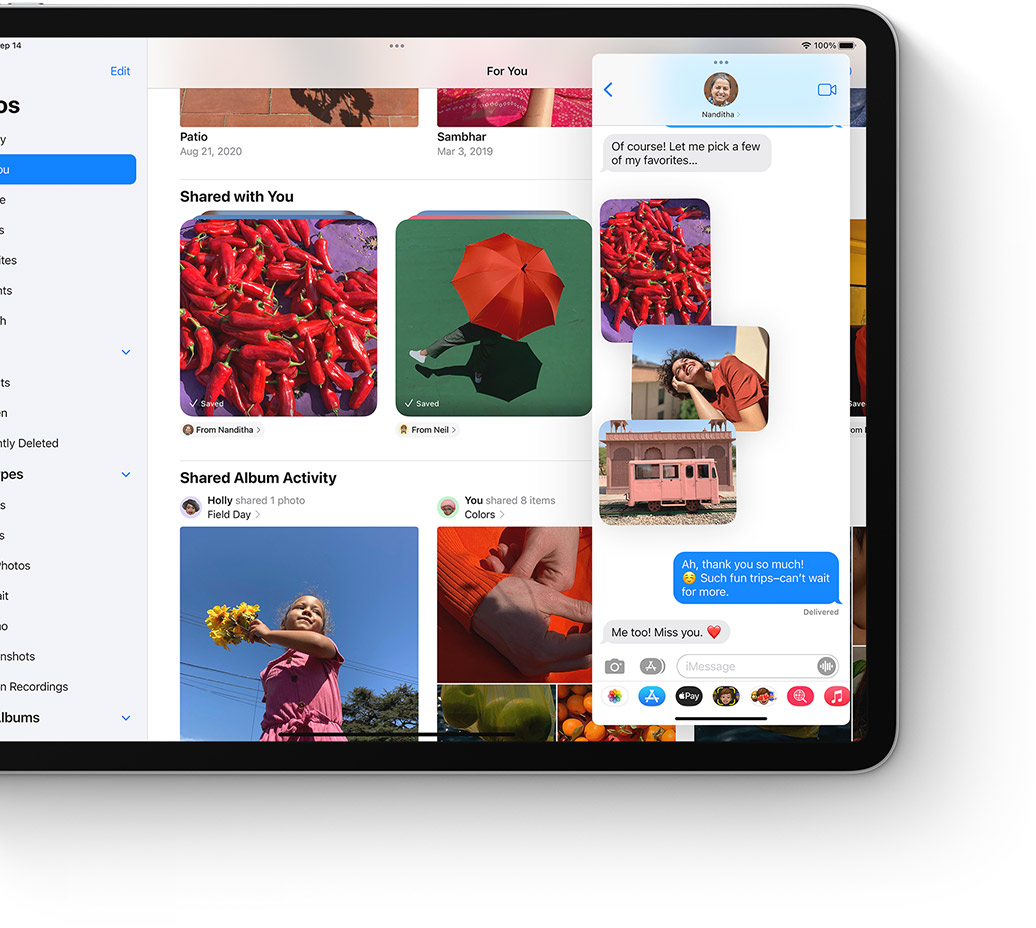 ep 14
100%
Edit
For You
os
y
ou
e
s
ites
nts
h
ts
en
ntly Deleted
pes
s
s
hotos
it
o
nshots
n Recordings
lbums
Patio
Aug 21, 2020
Sambhar
Mar 3, 2019
Shared with You
Saved
Saved
Save
From Nanditha
From Neil
om
Shared Album Activity
Holly shared 1 photo
Field Day
You shared 8 items
Colors
Nanditha
Of course! Let me pick a few
of my favorites...
Ah, thank you so much!
☺️ Such fun trips–can't wait
for more.
Delivered
Me too! Miss you. ❤️
iMessage
Pay